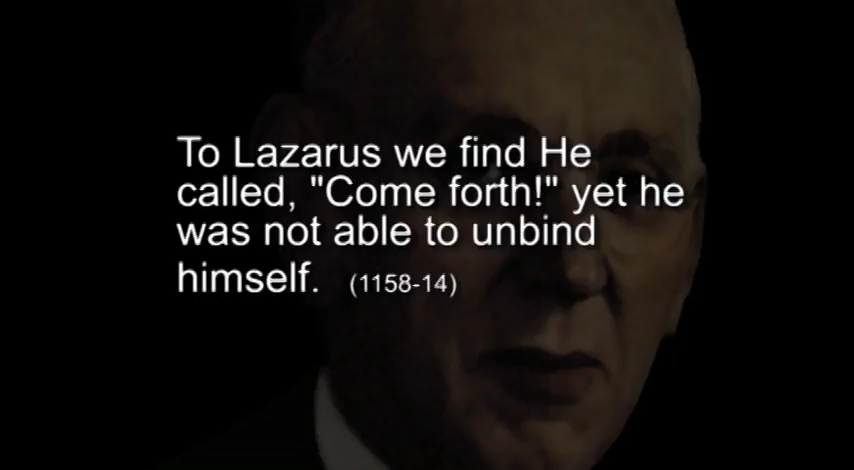 To Lazarus we find He
called, "Come forth!" yet he
was not able to unbind
himself. (1158-14)